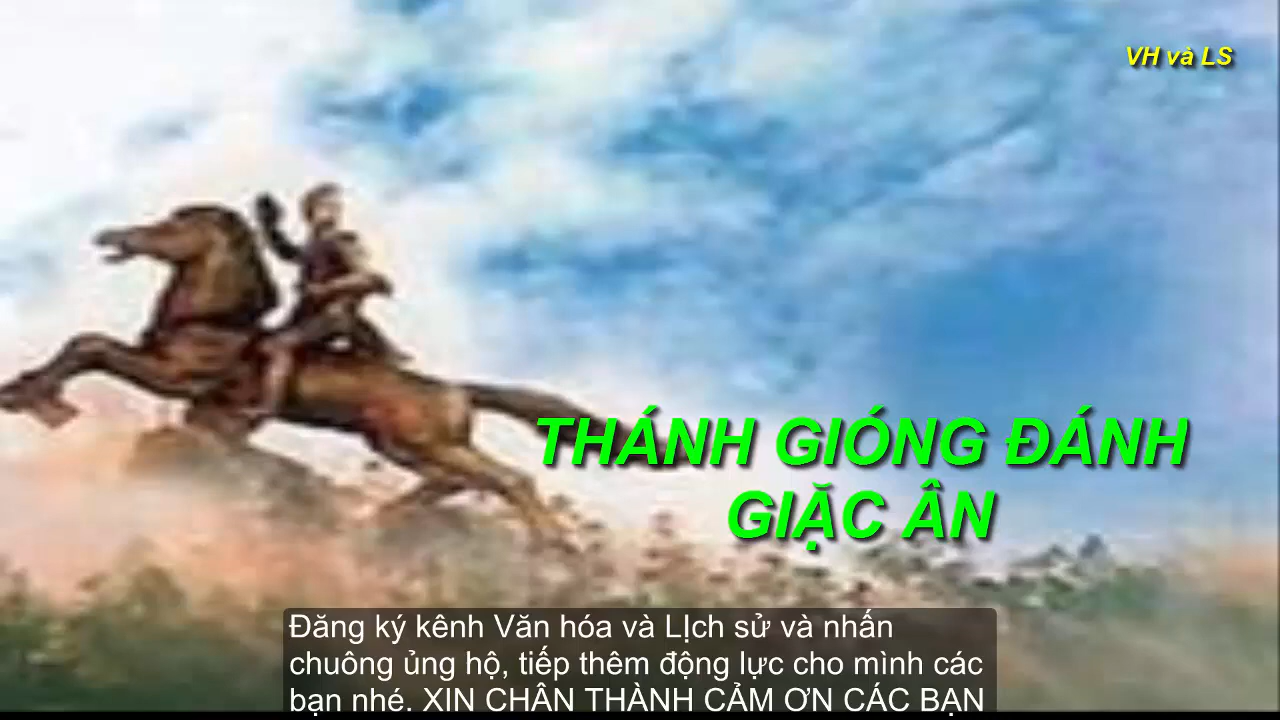 VH và LS
THÁNH GIÓNG ĐÁNH
GIẶC ÂN
Đăng ký kênh Văn hóa và LỊch sử và nhấn
chuông ủng hộ, tiếp thêm động lực cho mình các
bạn nhé. XIN CHÂN THÀNH CẢM ƠN CÁC BẠN